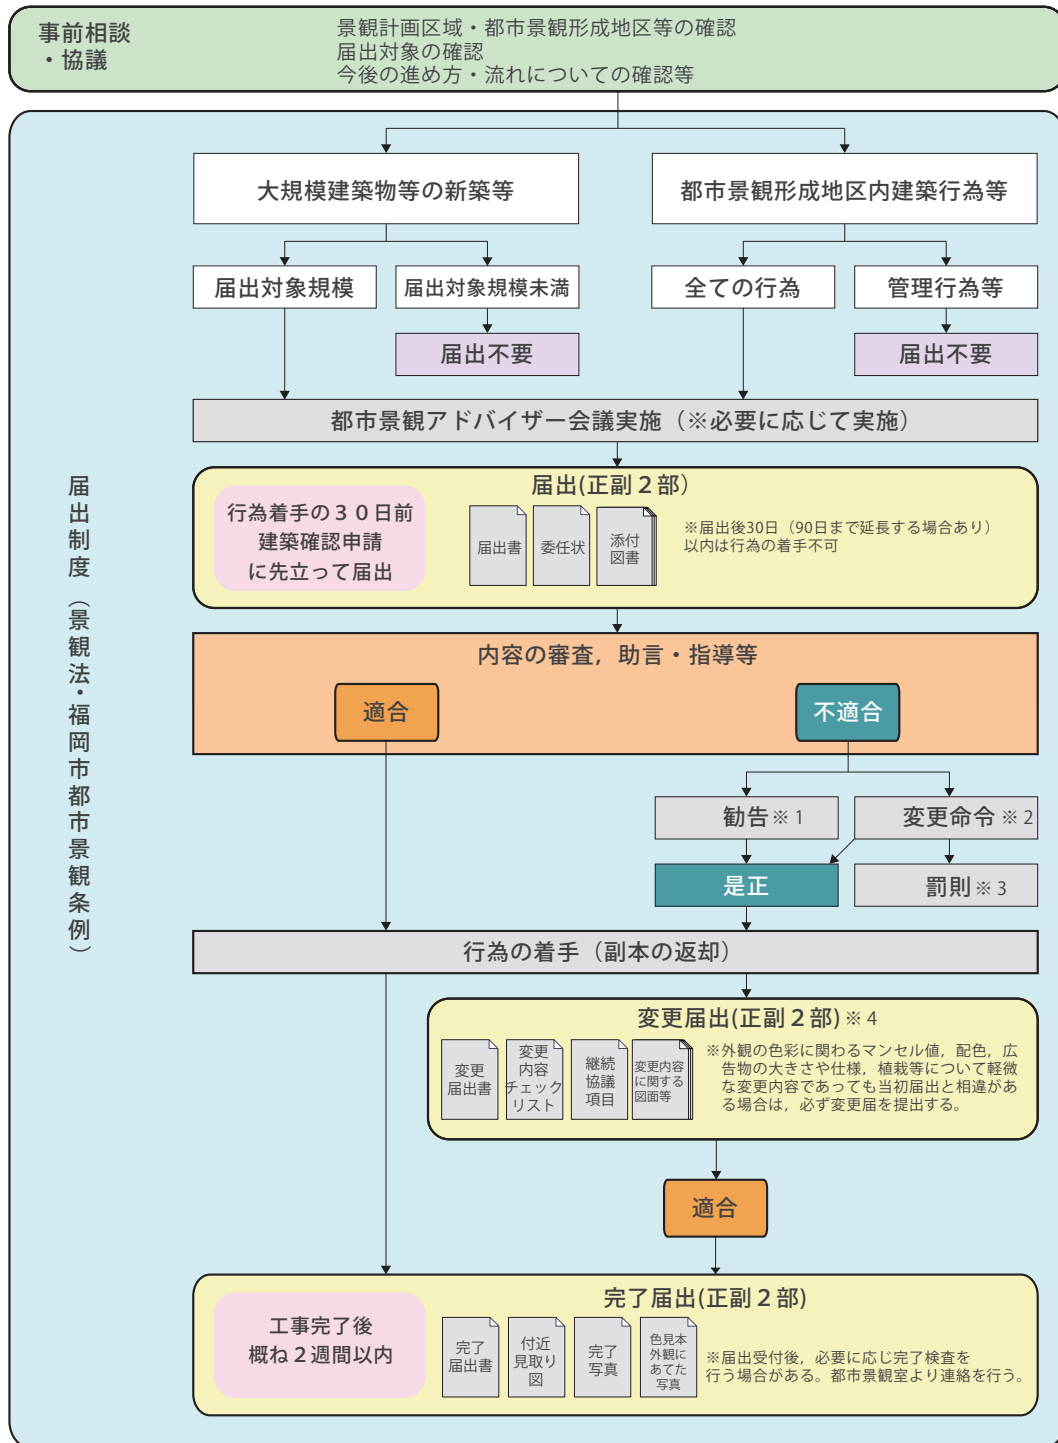 事前相談
・協議
景観計画区域・都市景観形成地区等の確認
届出対象の確認
今後の進め方・流れについての確認等
届出制度（景観法・福岡市都市景観条例）
大規模建築物等の新築等
都市景観形成地区内建築行為等
届出対象規模
届出対象規模未満
全ての行為
管理行為等
届出不要
届出不要
都市景観アドバイザー会議実施（※必要に応じて実施）
届出(正副２部）
行為着手の３０日前
建築確認申請
に先立って届出
届出書
委任状
添付
図書
※届出後30日（90日まで延長する場合あり）
以内は行為の着手不可
内容の審査，助言・指導等
適合
不適合
勧告※１
変更命令※２
是正
罰則※３
行為の着手（副本の返却）
変更届出(正副２部)※４
変更
届出書
変更
内容
チェック
リスト
継続
協議
項目
変更内容
に関する
図面等
※外観の色彩に関わるマンセル値，配色，広
告物の大きさや仕様，植栽等について軽微
な変更内容であっても当初届出と相違があ
る場合は，必ず変更届を提出する。
適合
完了届出(正副２部)
工事完了後
概ね２週間以内
完了
届出書
付近
見取り
図
完了
写真
色見本
外観に
あてた
写真
※届出受付後，必要に応じ完了検査を
行う場合がある。都市景観室より連絡を行う。